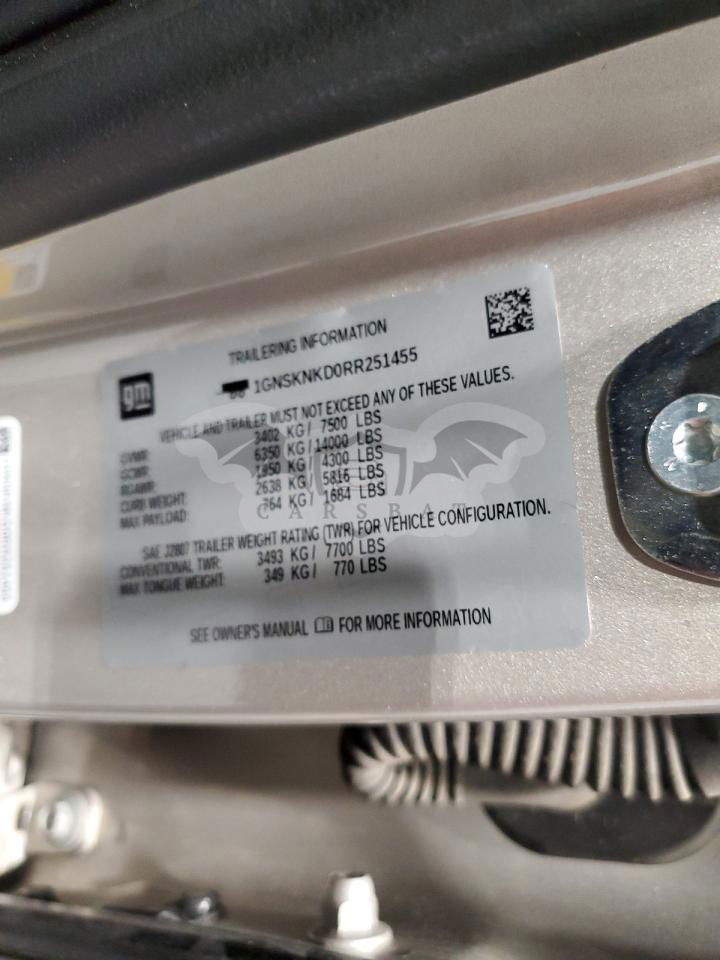 TRAILERING INFORMATION
gm
1GNSKNKD0RR251455
VEHICLE AND TRAILER MUST NOT EXCEED ANY OF THESE VALUES.
GVWR: 3402 KG / 7500 LBS
GCWR: 6350 KG / 14000 LBS
RGAWR: 1950 KG / 4300 LBS
CURB WEIGHT: 2638 KG / 5816 LBS
MAX PAYLOAD: 764 KG / 1684 LBS
CARSBAT
SAE J2807 TRAILER WEIGHT RATING (TWR) FOR VEHICLE CONFIGURATION.
CONVENTIONAL TWR: 3493 KG / 7700 LBS
MAX TONGUE WEIGHT: 349 KG / 770 LBS
SEE OWNER'S MANUAL FOR MORE INFORMATION